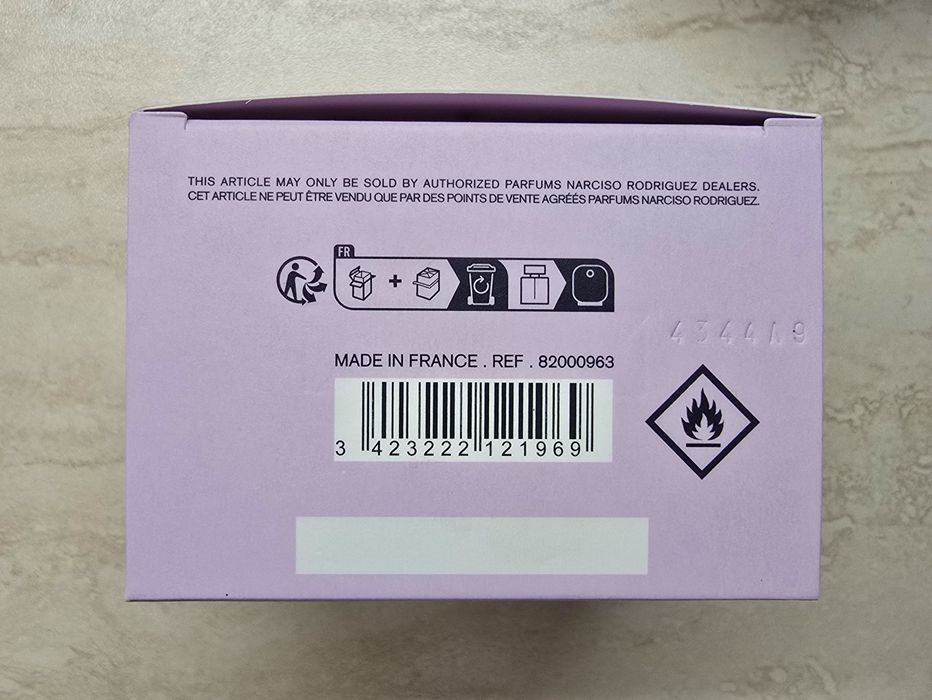 THIS ARTICLE MAY ONLY BE SOLD BY AUTHORIZED PARFUMS NARCISO RODRIGUEZ DEALERS.
CET ARTICLE NE PEUT ÊTRE VENDU QUE PAR DES POINTS DE VENTE AGRÉÉS PARFUMS NARCISO RODRIGUEZ.
FR
+
4344A9
MADE IN FRANCE . REF . 82000963
3 423222 121969